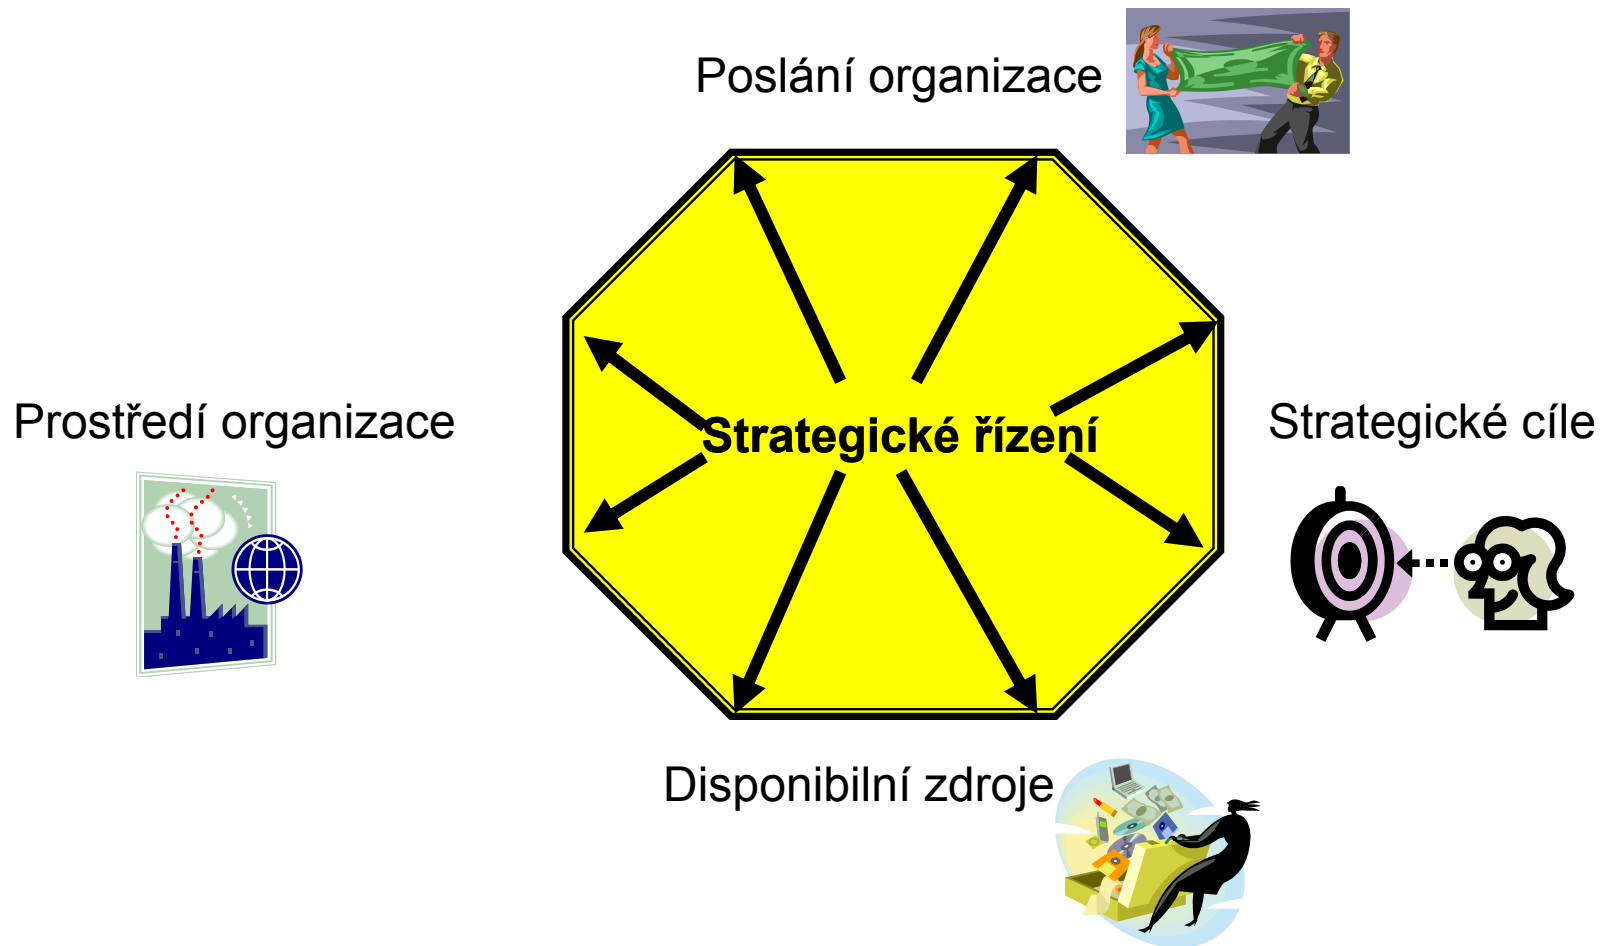 Poslání organizace
Prostředí organizace
Strategické řízení
Strategické cíle
Disponibilní zdroje